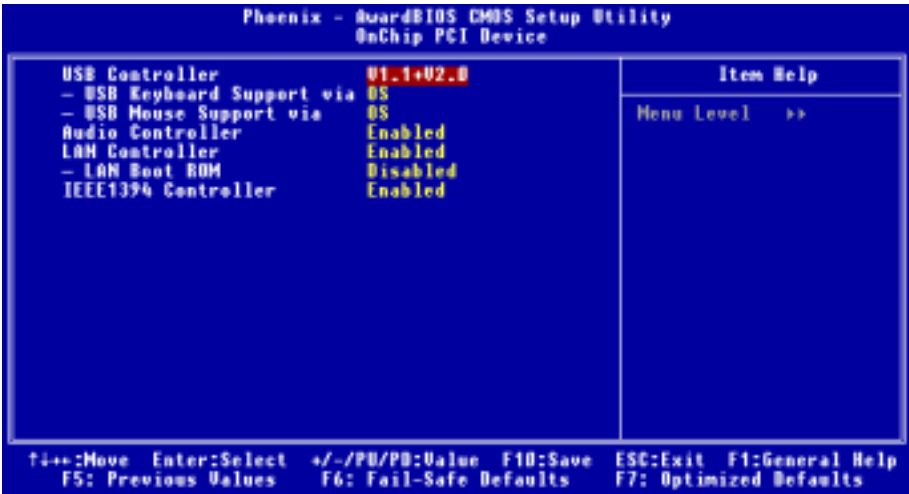 Phoenix - AwardBIOS CMOS Setup Utility
OnChip PCI Device
USB Controller V1.1+V2.0
- USB Keyboard Support via OS
- USB Mouse Support via OS
Audio Controller Enabled
LAN Controller Enabled
- LAN Boot ROM Disabled
IEEE1394 Controller Enabled
Item Help
Menu Level ►►
↑↓→←:Move Enter:Select +/-/PU/PD:Value F10:Save ESC:Exit F1:General Help
F5: Previous Values F6: Fail-Safe Defaults F7: Optimized Defaults